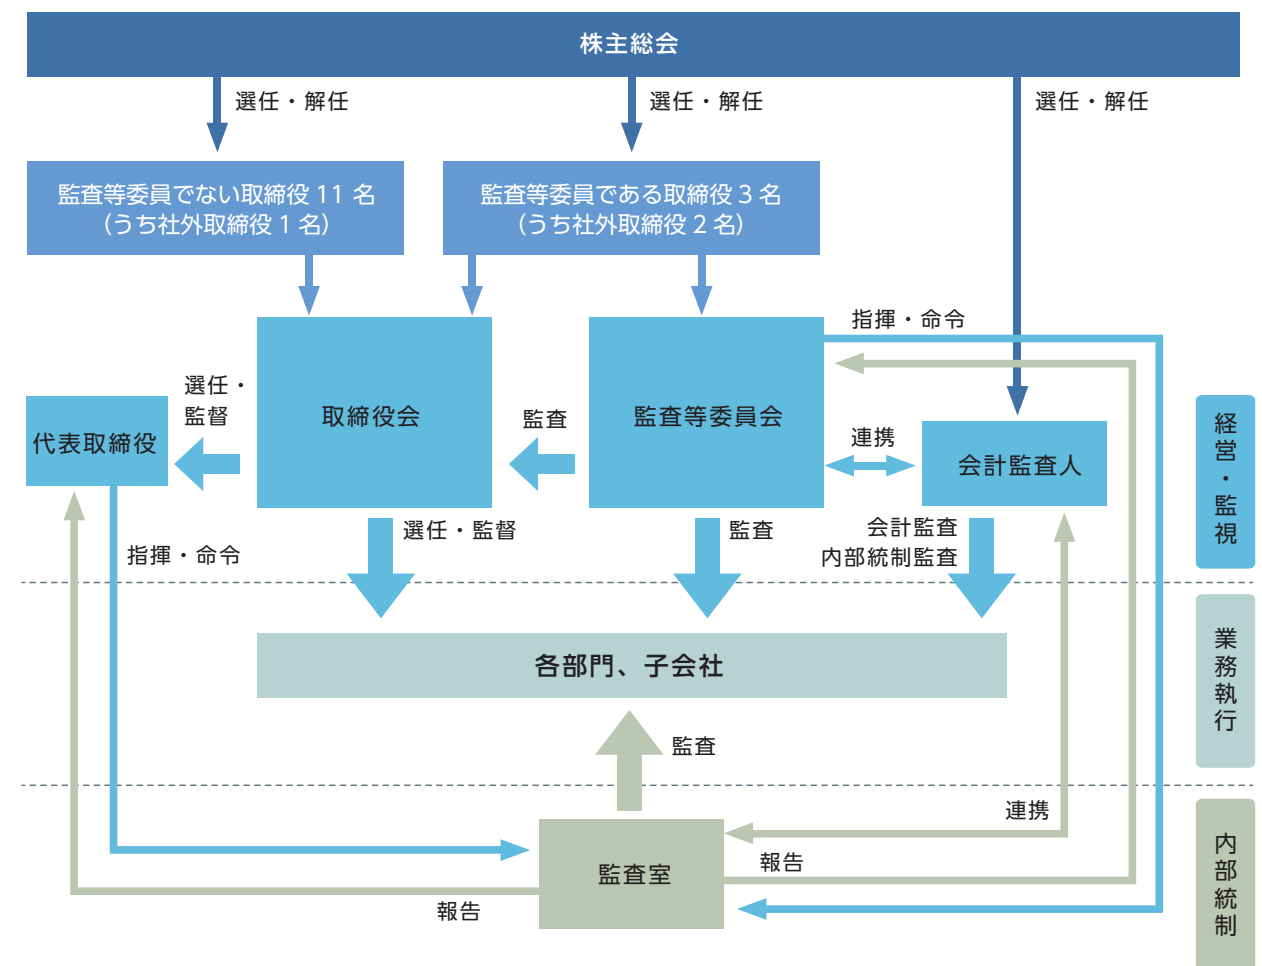 株主総会
選任・解任
選任・解任
選任・解任
監査等委員でない取締役 11 名
（うち社外取締役 1 名）
監査等委員である取締役 3 名
（うち社外取締役 2 名）
指揮・命令
選任・
監督
代表取締役
取締役会
監査
監査等委員会
連携
会計監査人
経営・監視
指揮・命令
選任・監督
監査
会計監査
内部統制監査
各部門、子会社
業務執行
監査
連携
監査室
報告
報告
内部統制